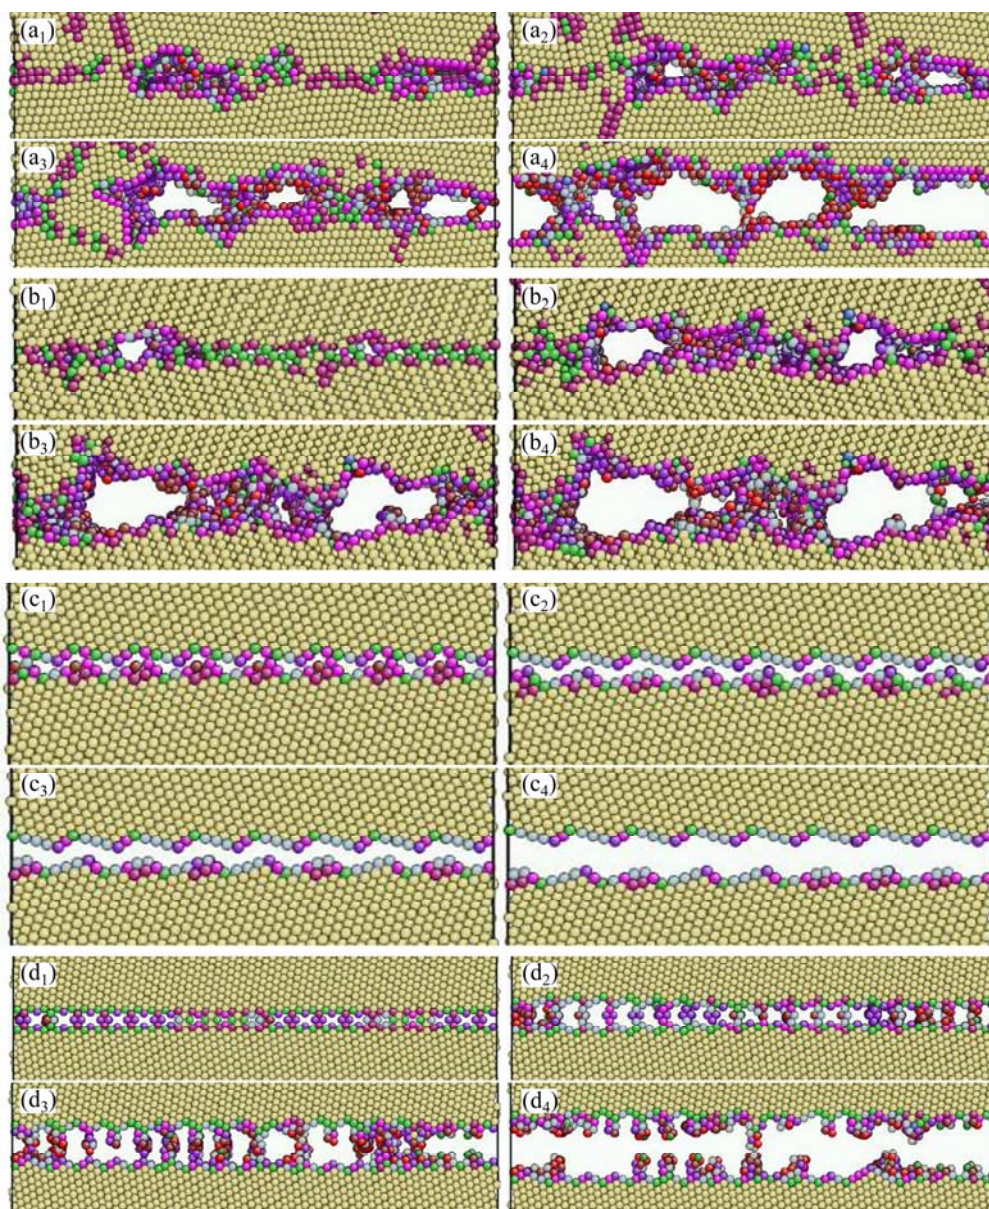 (a₁) (a₂)
(a₃) (a₄)
(b₁) (b₂)
(b₃) (b₄)
(c₁) (c₂)
(c₃) (c₄)
(d₁) (d₂)
(d₃) (d₄)